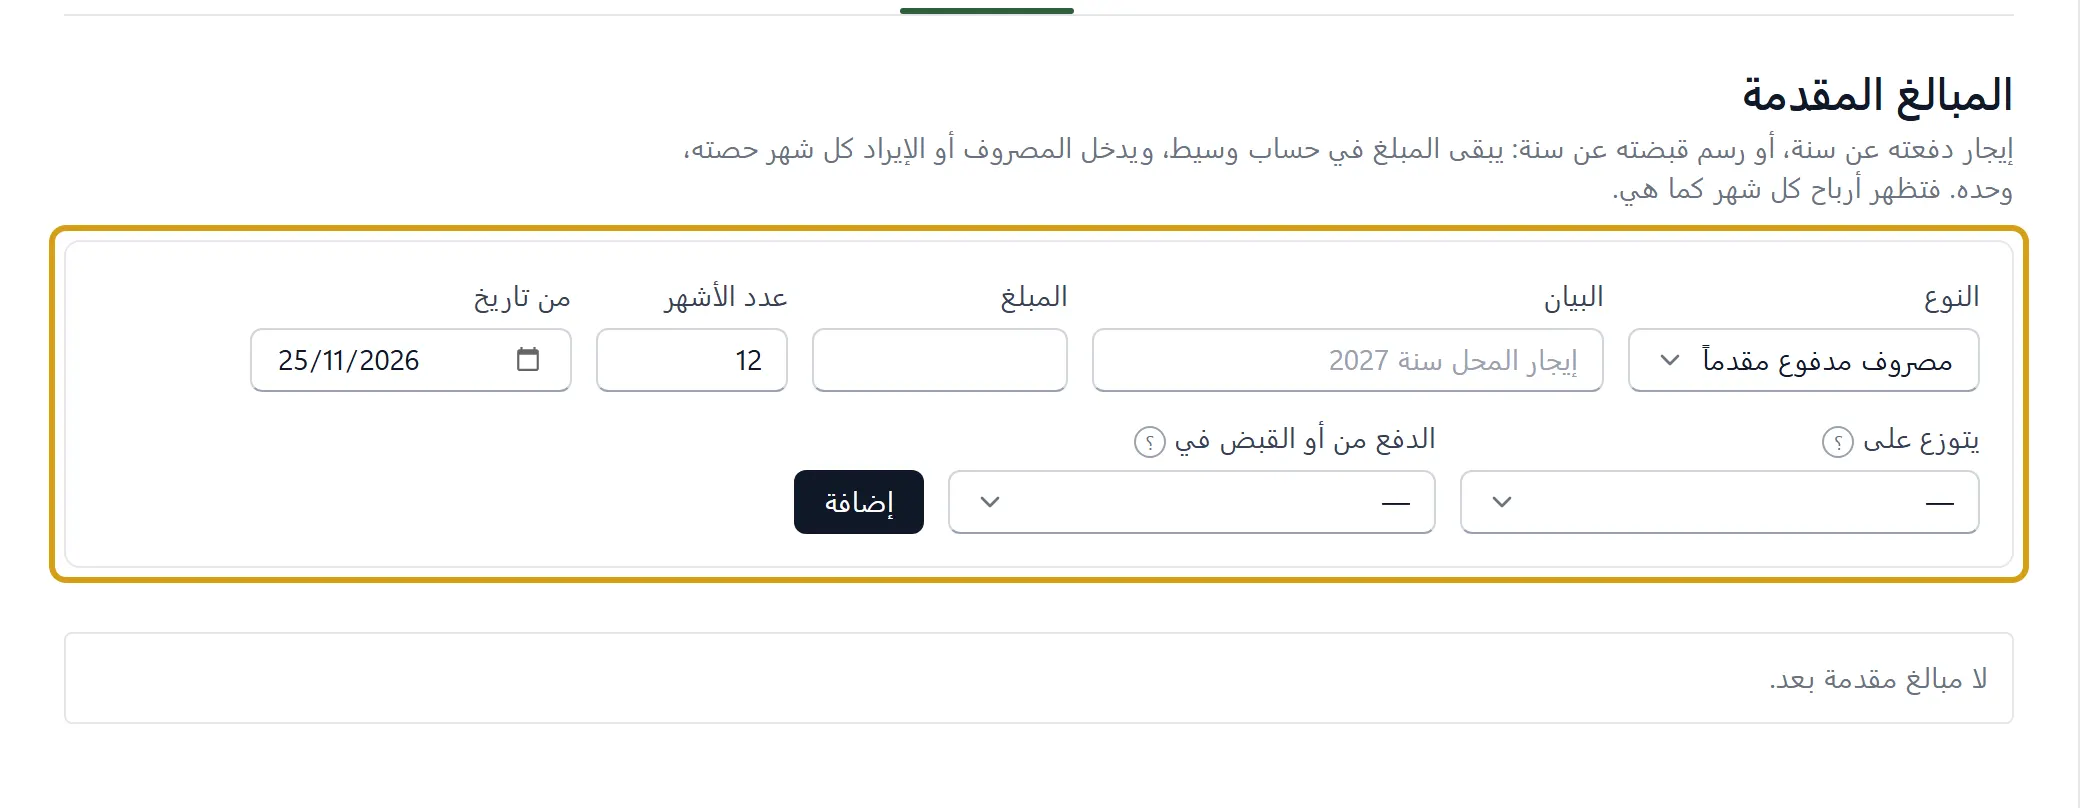 المبالغ المقدمة
إيجار دفعته عن سنة، أو رسم قبضته عن سنة: يبقى المبلغ في حساب وسيط، ويدخل المصروف أو الإيراد كل شهر حصته،
وحده. فتظهر أرباح كل شهر كما هي.
النوع البيان المبلغ عدد الأشهر من تاريخ
مصروف مدفوع مقدماً إيجار المحل سنة 2027 12 25/11/2026
يتوزع على ؟ الدفع من أو القبض في ؟
— — إضافة
لا مبالغ مقدمة بعد.